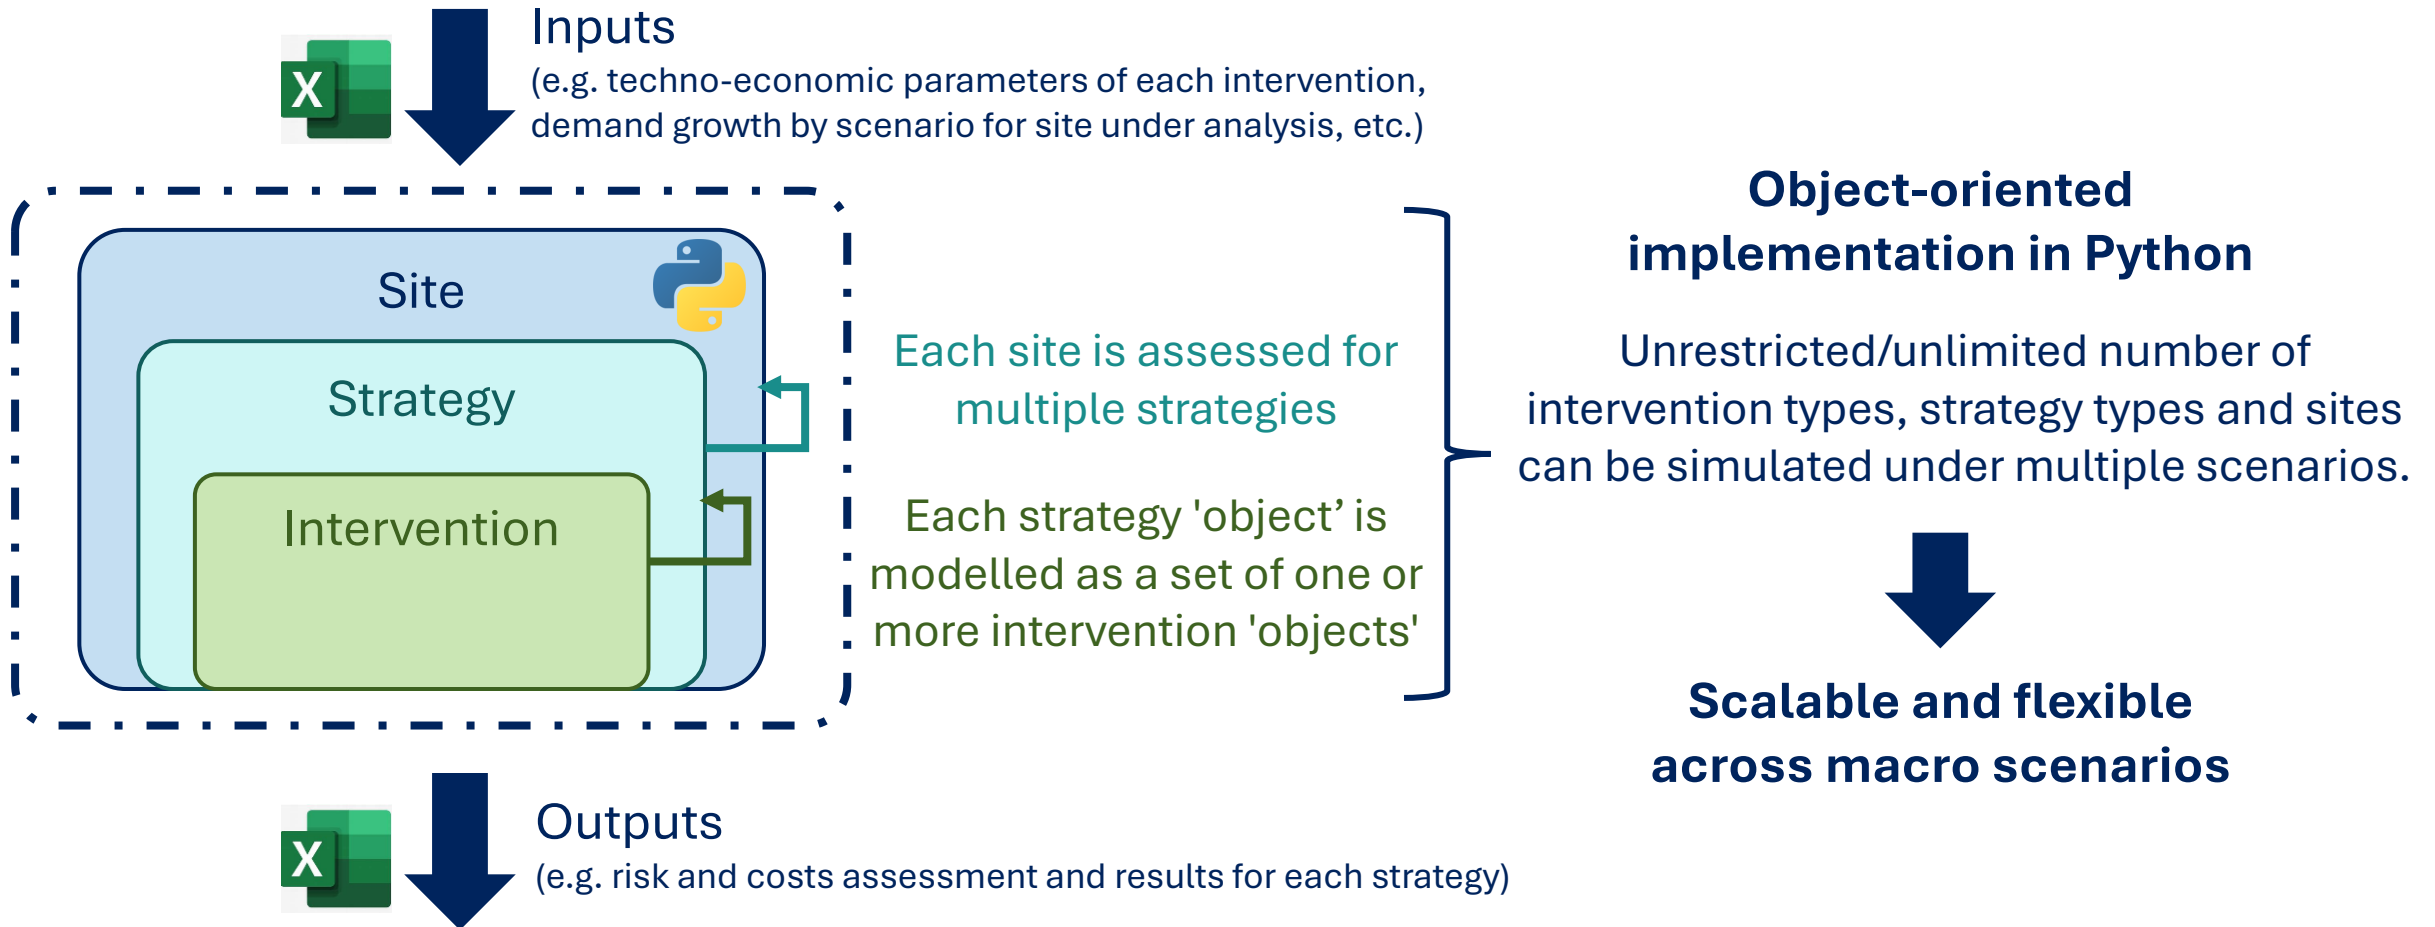 Inputs
(e.g. techno-economic parameters of each intervention,
demand growth by scenario for site under analysis, etc.)
X
Site
Strategy
Intervention
Each site is assessed for
multiple strategies
Each strategy 'object’ is
modelled as a set of one or
more intervention 'objects'
Object-oriented
implementation in Python
Unrestricted/unlimited number of
intervention types, strategy types and sites
can be simulated under multiple scenarios.
Scalable and flexible
across macro scenarios
X
Outputs
(e.g. risk and costs assessment and results for each strategy)